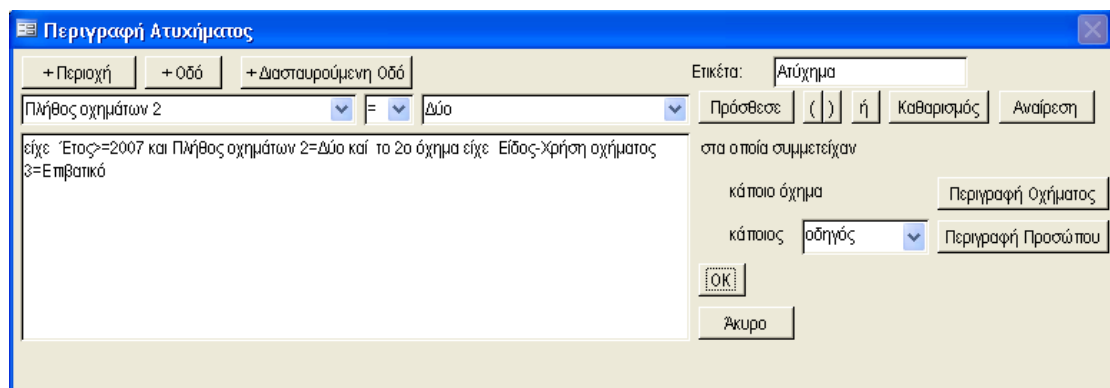 Περιγραφή Ατυχήματος
+Περιοχή +Οδό +Διασταυρούμενη Οδό Ετικέτα: Ατύχημα
Πλήθος οχημάτων 2 = Δύο Πρόσθεσε ( ) ή Καθαρισμός Αναίρεση
είχε Έτος>=2007 και Πλήθος οχημάτων 2=Δύο καί το 2ο όχημα είχε Είδος-Χρήση οχήματος
3=Επιβατικό
στα οποία συμμετείχαν
κάποιο όχημα Περιγραφή Οχήματος
κάποιος οδηγός Περιγραφή Προσώπου
OK
Άκυρο